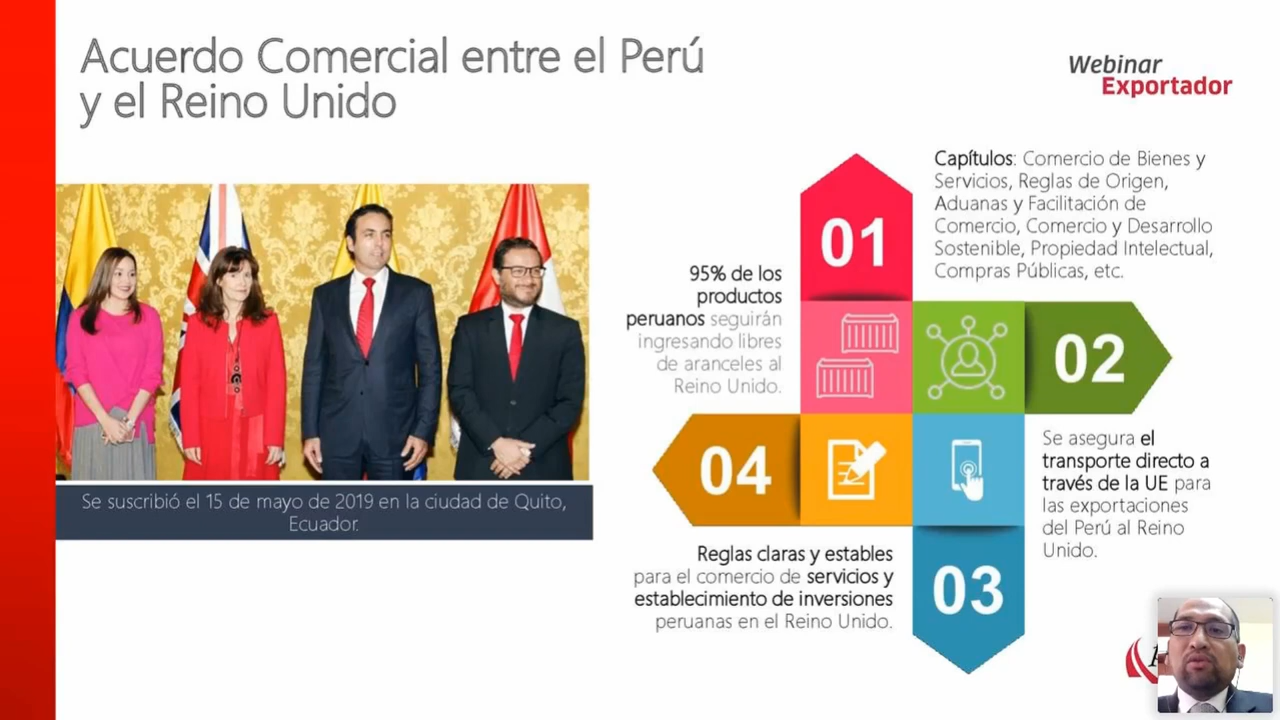 Acuerdo Comercial entre el Perú
y el Reino Unido
Webinar
Exportador
Se suscribió el 15 de mayo de 2019 en la ciudad de Quito,
Ecuador.
01
Capítulos: Comercio de Bienes y
Servicios, Reglas de Origen,
Aduanas y Facilitación de
Comercio, Comercio y Desarrollo
Sostenible, Propiedad Intelectual,
Compras Públicas, etc.
95% de los
productos
peruanos seguirán
ingresando libres
de aranceles al
Reino Unido.
02
Se asegura el
transporte directo a
través de la UE para
las exportaciones
del Perú al Reino
Unido.
04
Reglas claras y estables
para el comercio de servicios y
establecimiento de inversiones
peruanas en el Reino Unido.
03